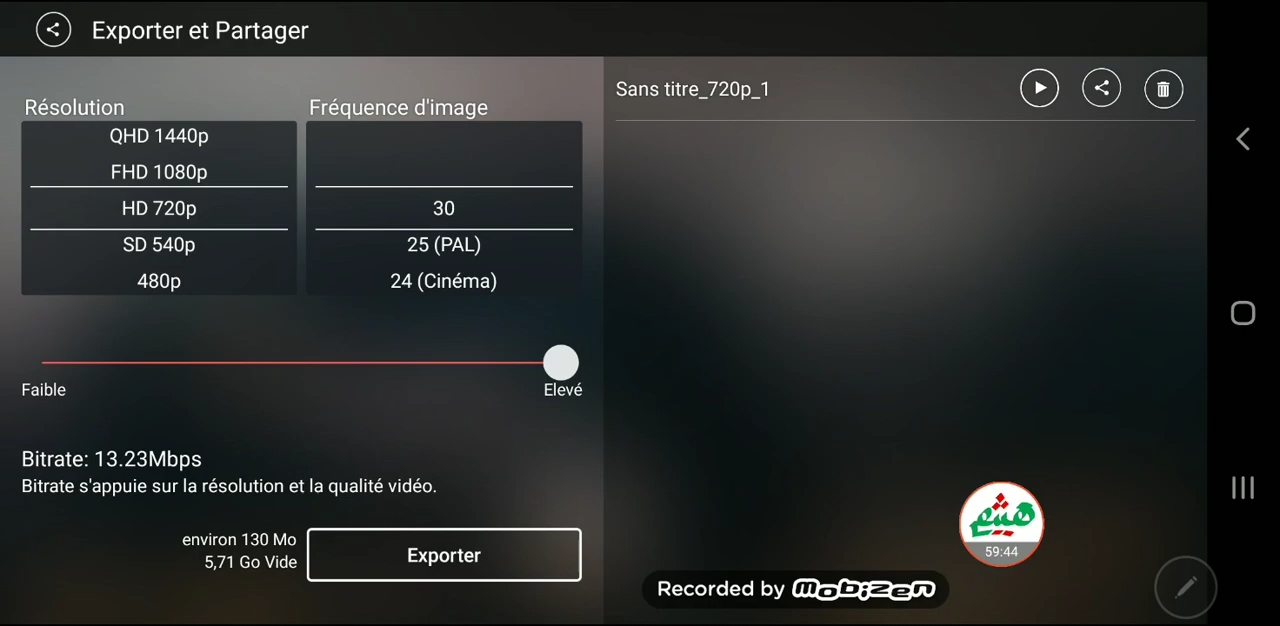 Exporter et Partager
Résolution
Fréquence d'image
QHD 1440p
FHD 1080p
HD 720p
SD 540p
480p
30
25 (PAL)
24 (Cinéma)
Faible
Elevé
Bitrate: 13.23Mbps
Bitrate s'appuie sur la résolution et la qualité vidéo.
environ 130 Mo
5,71 Go Vide
Exporter
Sans titre_720p_1
59:44
Recorded by mobizen